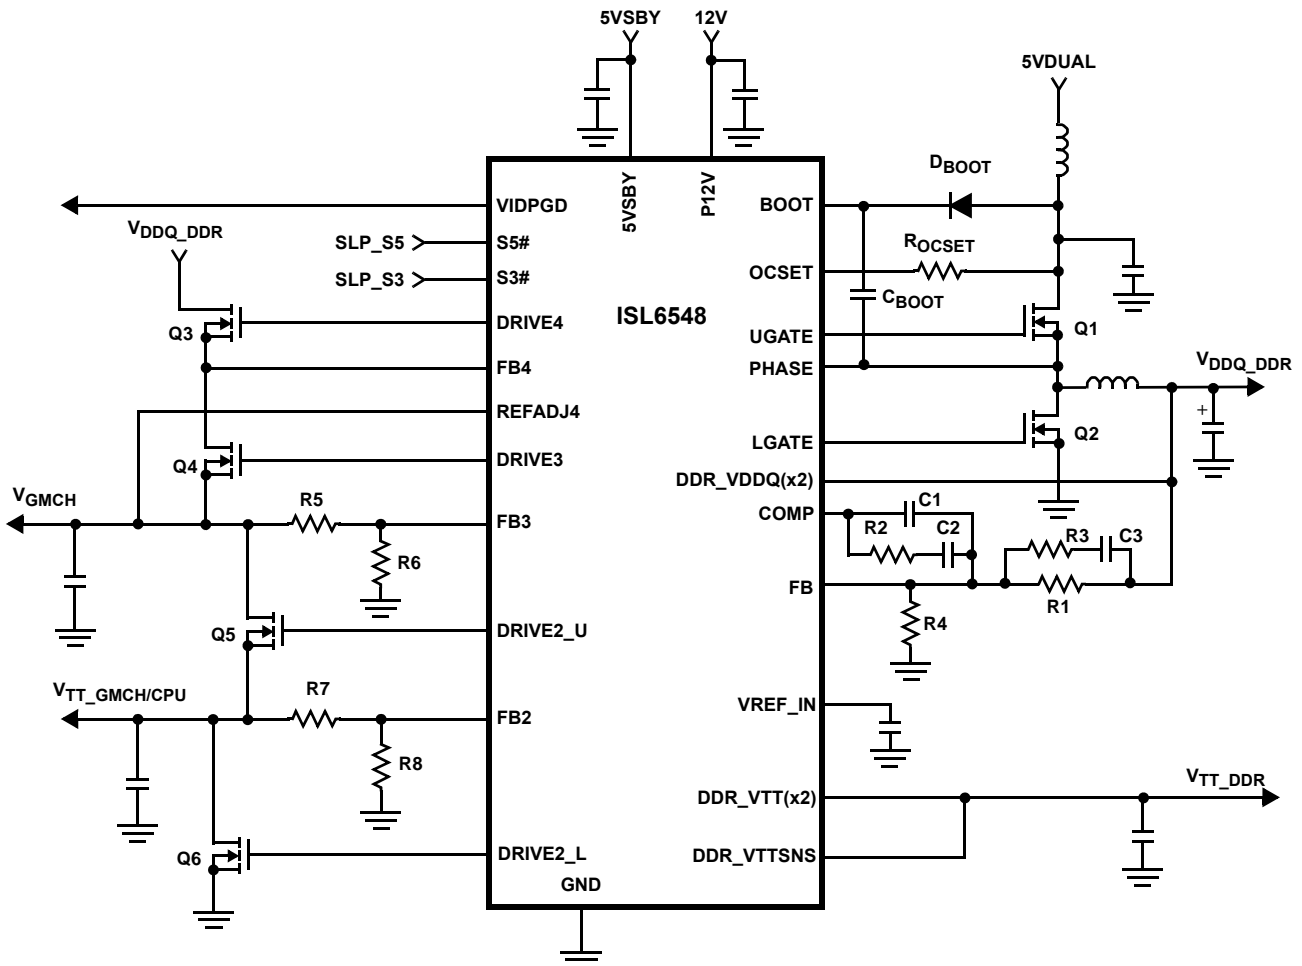 5VSBY
12V
5VDUAL
DBOOT
VIDPGD
5VSBY
P12V
BOOT
VDDQ_DDR
SLP_S5
S5#
ROCSET
SLP_S3
S3#
OCSET
CBOOT
ISL6548
Q3
DRIVE4
UGATE
Q1
FB4
PHASE
VDDQ_DDR
REFADJ4
+
Q4
DRIVE3
LGATE
Q2
DDR_VDDQ(x2)
VGMCH
R5
FB3
COMP
C1
R2
C2
R3
C3
R6
FB
R1
R4
Q5
DRIVE2_U
VTT_GMCH/CPU
R7
FB2
VREF_IN
R8
DDR_VTT(x2)
VTT_DDR
Q6
DRIVE2_L
DDR_VTTSNS
GND